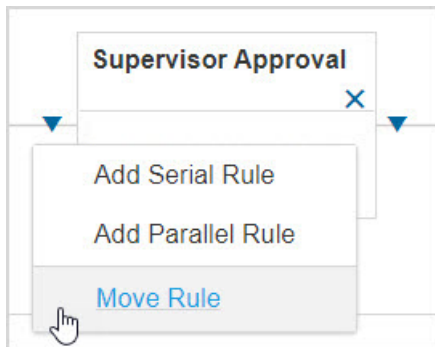 Supervisor Approval
Add Serial Rule
Add Parallel Rule
Move Rule